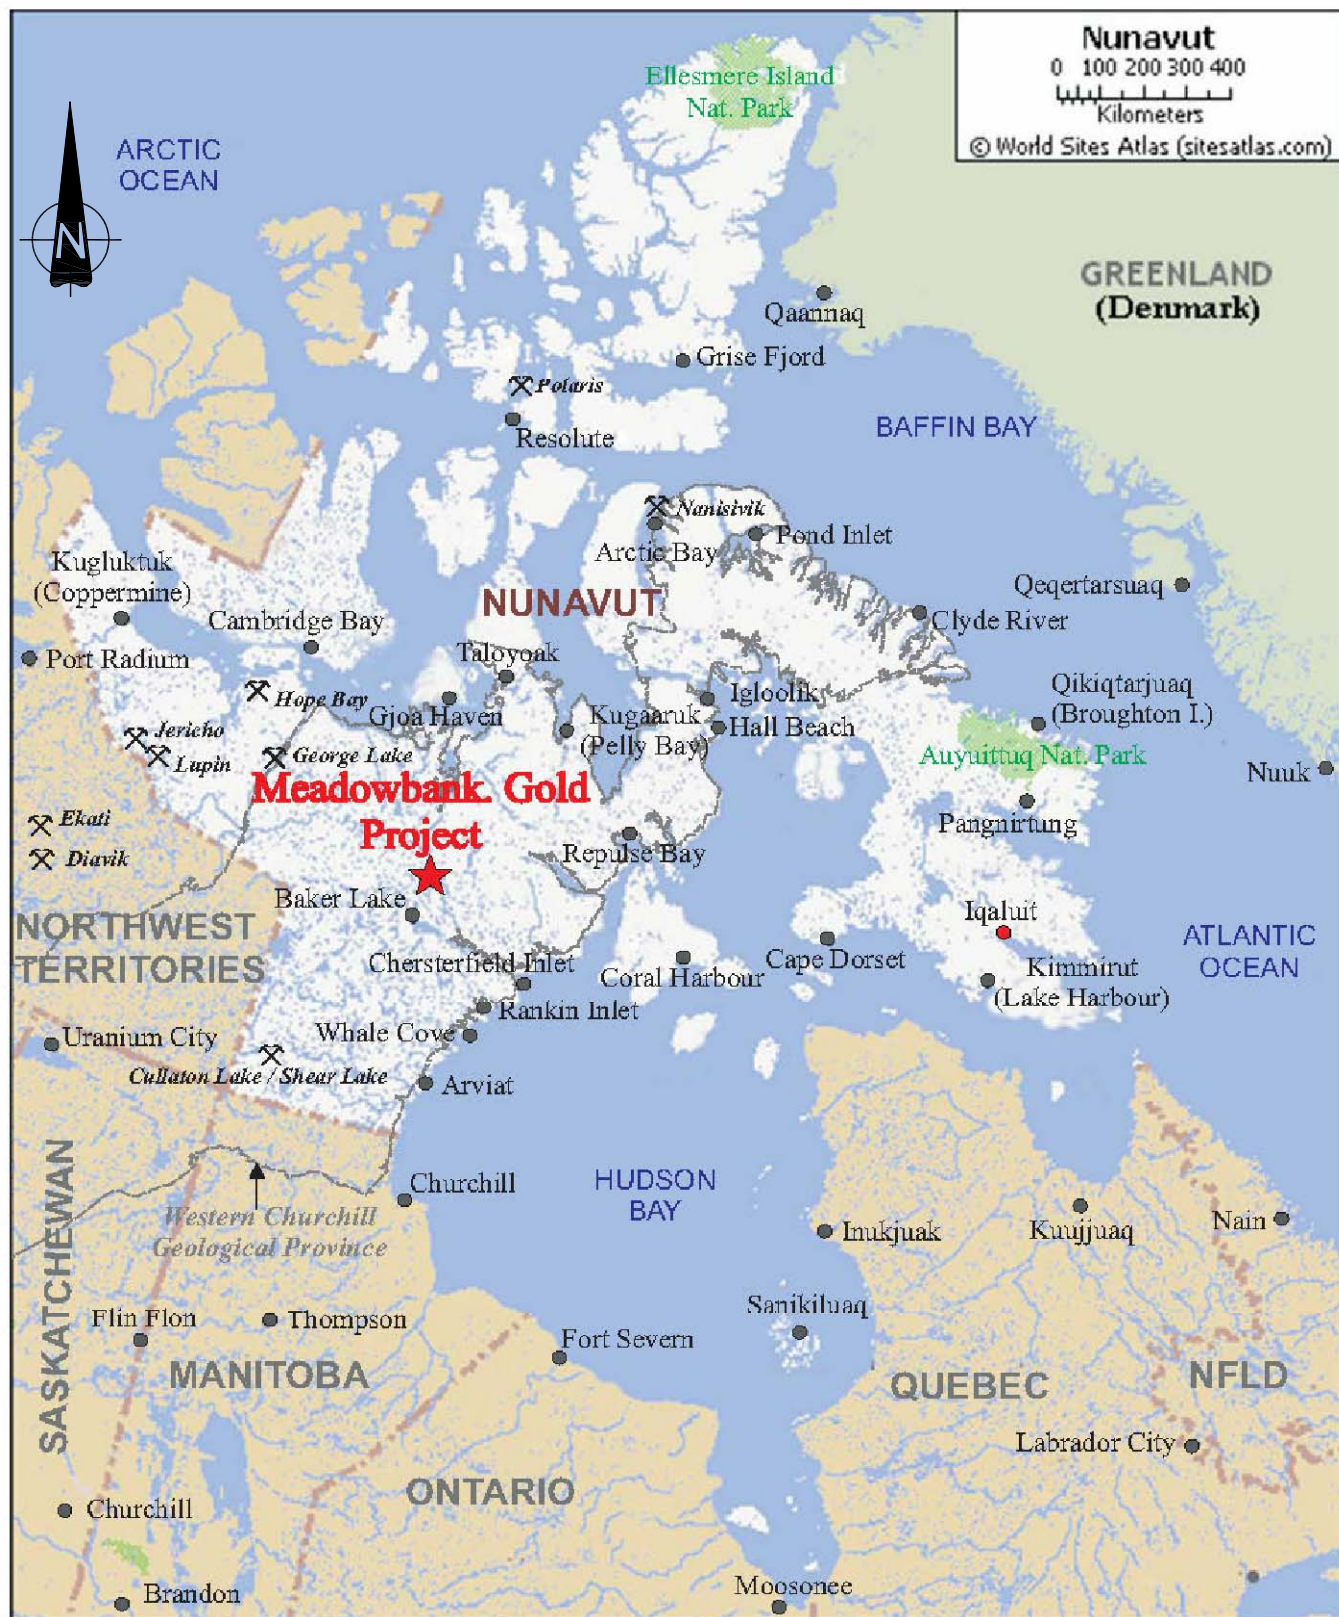 Nunavut
0 100 200 300 400
Kilometers
© World Sites Atlas (sitesatlas.com)
Ellesmere Island
Nat. Park
ARCTIC
OCEAN
N
GREENLAND
(Denmark)
Qaannaq
Grise Fjord
Polaris
Resolute
BAFFIN BAY
Nanisivik
Arctic Bay
Pond Inlet
Kugluktuk
(Coppermine)
Qeqertarsuaq
NUNAVUT
Cambridge Bay
Clyde River
Port Radium
Taloyoak
Hope Bay
Gjoa Haven
Igloolik
Qikiqtarjuaq
(Broughton I.)
Kugaaruk
(Pelly Bay)
Hall Beach
Jericho
Lupin
George Lake
Auyuittuq Nat. Park
Nuuk
Meadowbank. Gold
Project
Ekati
Diavik
Pangnirtung
Repulse Bay
Baker Lake
Iqaluit
NORTHWEST
TERRITORIES
ATLANTIC
OCEAN
Chersterfield Inlet
Coral Harbour
Cape Dorset
Kimmirut
(Lake Harbour)
Rankin Inlet
Uranium City
Whale Cove
Cullaton Lake / Shear Lake
Arviat
SASKATCHEWAN
Churchill
HUDSON
BAY
Western Churchill
Geological Province
Inukjuak
Kuujjuaq
Nain
Sanikiluaq
Flin Flon
Thompson
Fort Severn
MANITOBA
QUEBEC
NFLD
Labrador City
ONTARIO
Churchill
Brandon
Moosonee